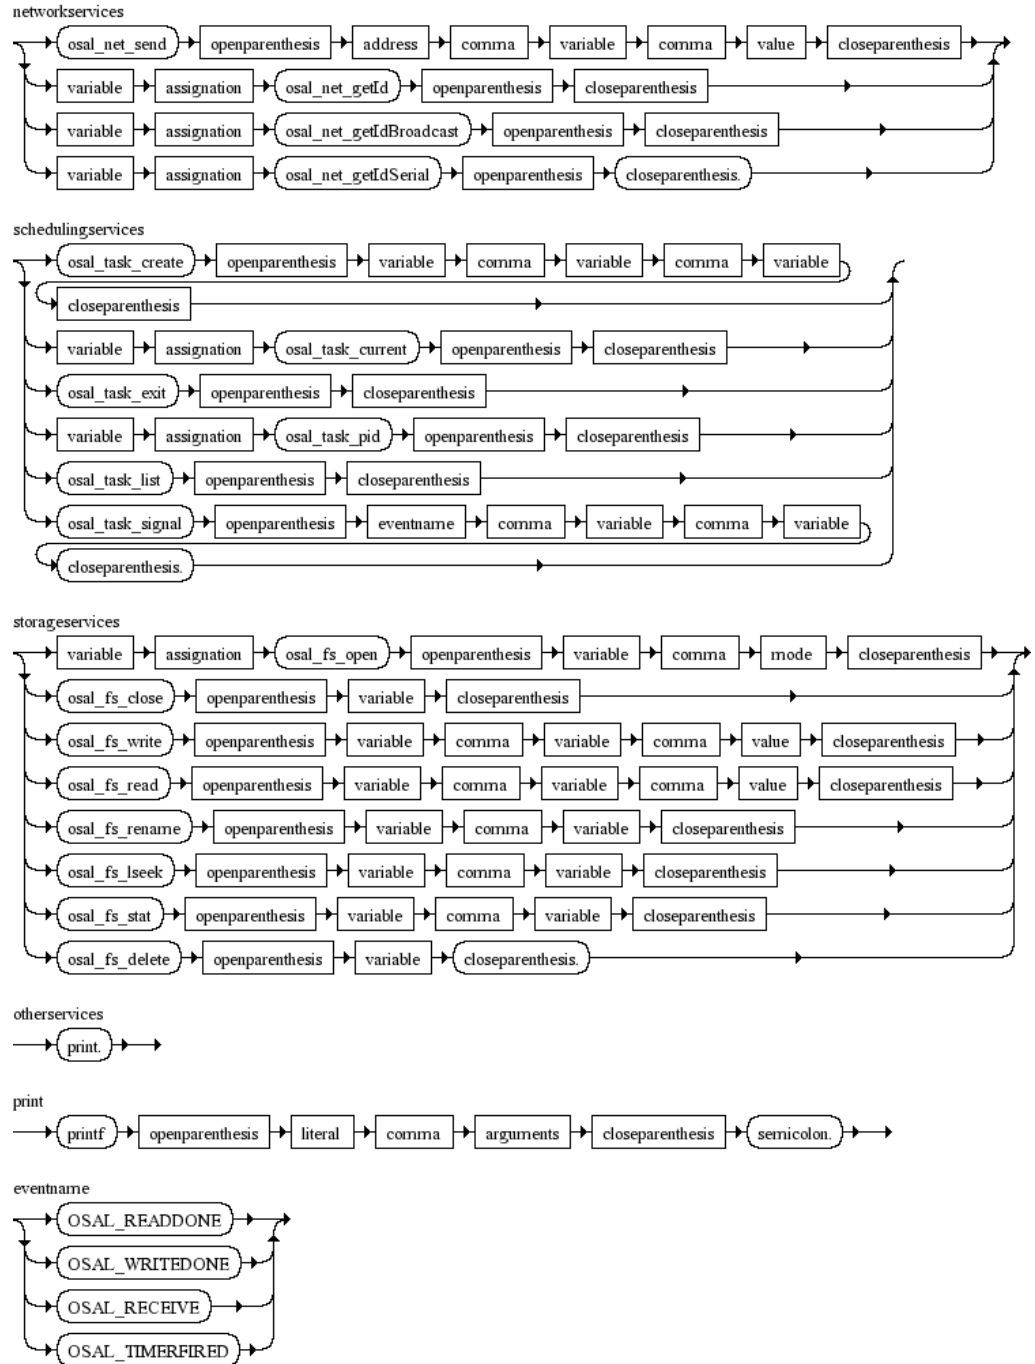 networkservices
osal_net_send openparenthesis address comma variable comma value closeparenthesis
variable assignation osal_net_getId openparenthesis closeparenthesis
variable assignation osal_net_getIdBroadcast openparenthesis closeparenthesis
variable assignation osal_net_getIdSerial openparenthesis closeparenthesis.
schedulingservices
osal_task_create openparenthesis variable comma variable comma variable
closeparenthesis
variable assignation osal_task_current openparenthesis closeparenthesis
osal_task_exit openparenthesis closeparenthesis
variable assignation osal_task_pid openparenthesis closeparenthesis
osal_task_list openparenthesis closeparenthesis
osal_task_signal openparenthesis eventname comma variable comma variable
closeparenthesis.
storageservices
variable assignation osal_fs_open openparenthesis variable comma mode closeparenthesis
osal_fs_close openparenthesis variable closeparenthesis
osal_fs_write openparenthesis variable comma variable comma value closeparenthesis
osal_fs_read openparenthesis variable comma variable comma value closeparenthesis
osal_fs_rename openparenthesis variable comma variable closeparenthesis
osal_fs_lseek openparenthesis variable comma variable closeparenthesis
osal_fs_stat openparenthesis variable comma variable closeparenthesis
osal_fs_delete openparenthesis variable closeparenthesis.
otherservices
print.
print
printf openparenthesis literal comma arguments closeparenthesis semicolon.
eventname
OSAL_READDONE
OSAL_WRITEDONE
OSAL_RECEIVE
OSAL_TIMERFIRED